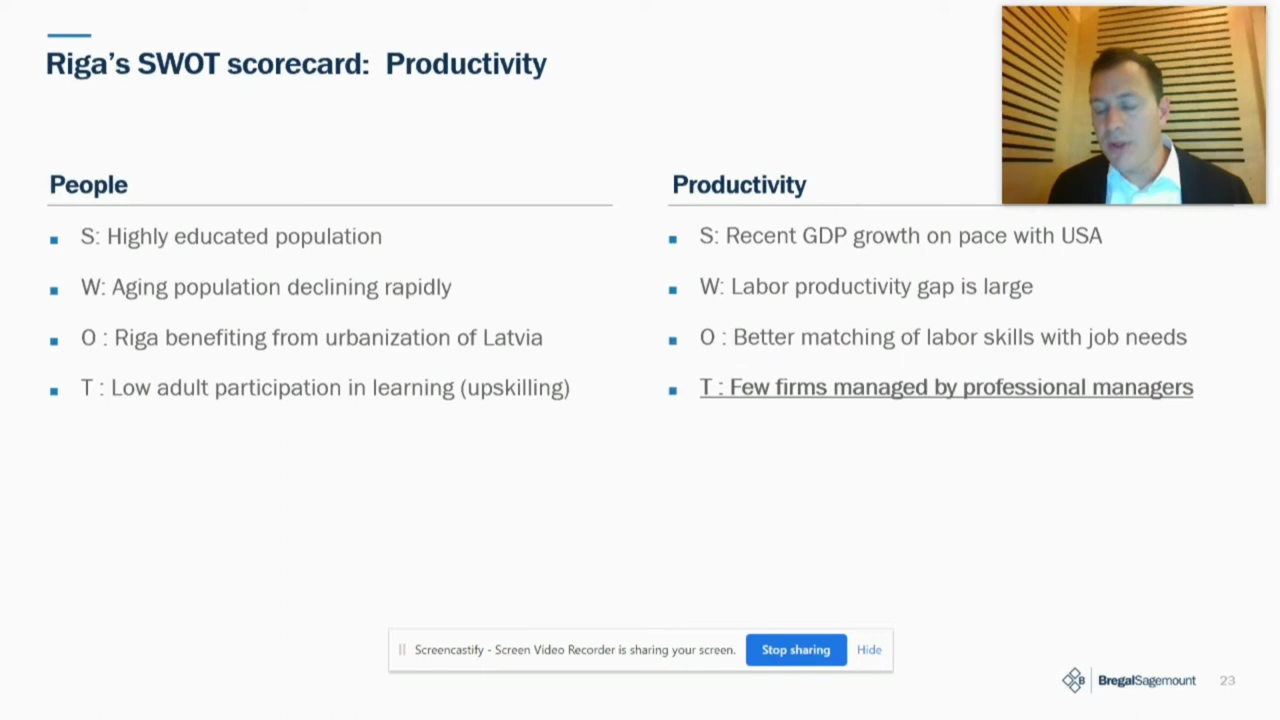 Riga's SWOT scorecard: Productivity
People
S: Highly educated population
W: Aging population declining rapidly
O : Riga benefiting from urbanization of Latvia
T : Low adult participation in learning (upskilling)
Productivity
S: Recent GDP growth on pace with USA
W: Labor productivity gap is large
O : Better matching of labor skills with job needs
T : Few firms managed by professional managers
Screencastify - Screen Video Recorder is sharing your screen. Stop sharing Hide
B BregalSagemount 23